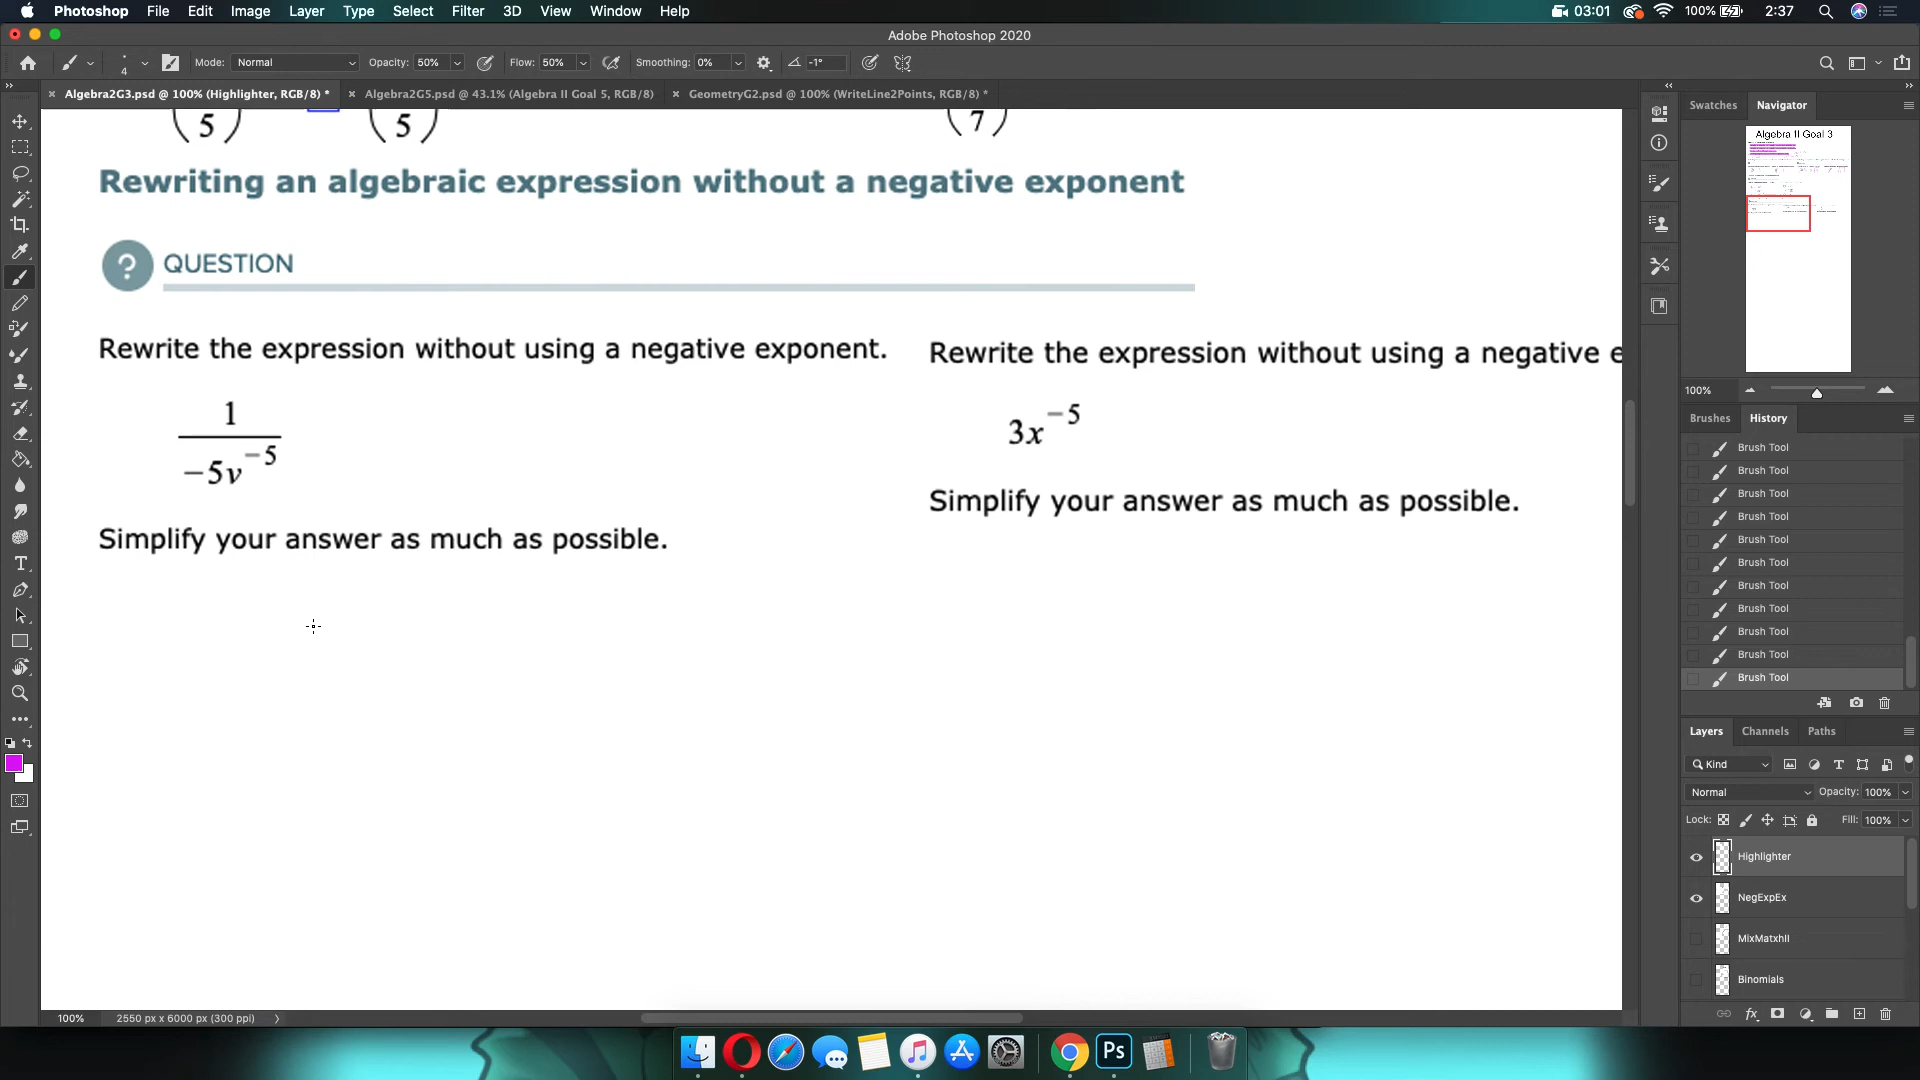 Photoshop File Edit Image Layer Type Select Filter 3D View Window Help 03:01 100% 2:37
Adobe Photoshop 2020
4 Mode: Normal Opacity: 50% Flow: 50% Smoothing: 0% -1°
Algebra2G3.psd @ 100% (Highlighter, RGB/8) * Algebra2G5.psd @ 43.1% (Algebra II Goal 5, RGB/8) GeometryG2.psd @ 100% (WriteLine2Points, RGB/8) *
(5) (5) (7)
Rewriting an algebraic expression without a negative exponent
? QUESTION
Rewrite the expression without using a negative exponent.
1
−5v⁻⁵
Simplify your answer as much as possible.
Rewrite the expression without using a negative e
3x⁻⁵
Simplify your answer as much as possible.
100% 2550 px x 6000 px (300 ppi)
Swatches Navigator
Algebra II Goal 3
100%
Brushes History
Brush Tool
Brush Tool
Brush Tool
Brush Tool
Brush Tool
Brush Tool
Brush Tool
Brush Tool
Brush Tool
Brush Tool
Brush Tool
Layers Channels Paths
Kind
Normal Opacity: 100%
Lock: Fill: 100%
Highlighter
NegExpEx
MixMatxhII
Binomials
fx
Ps